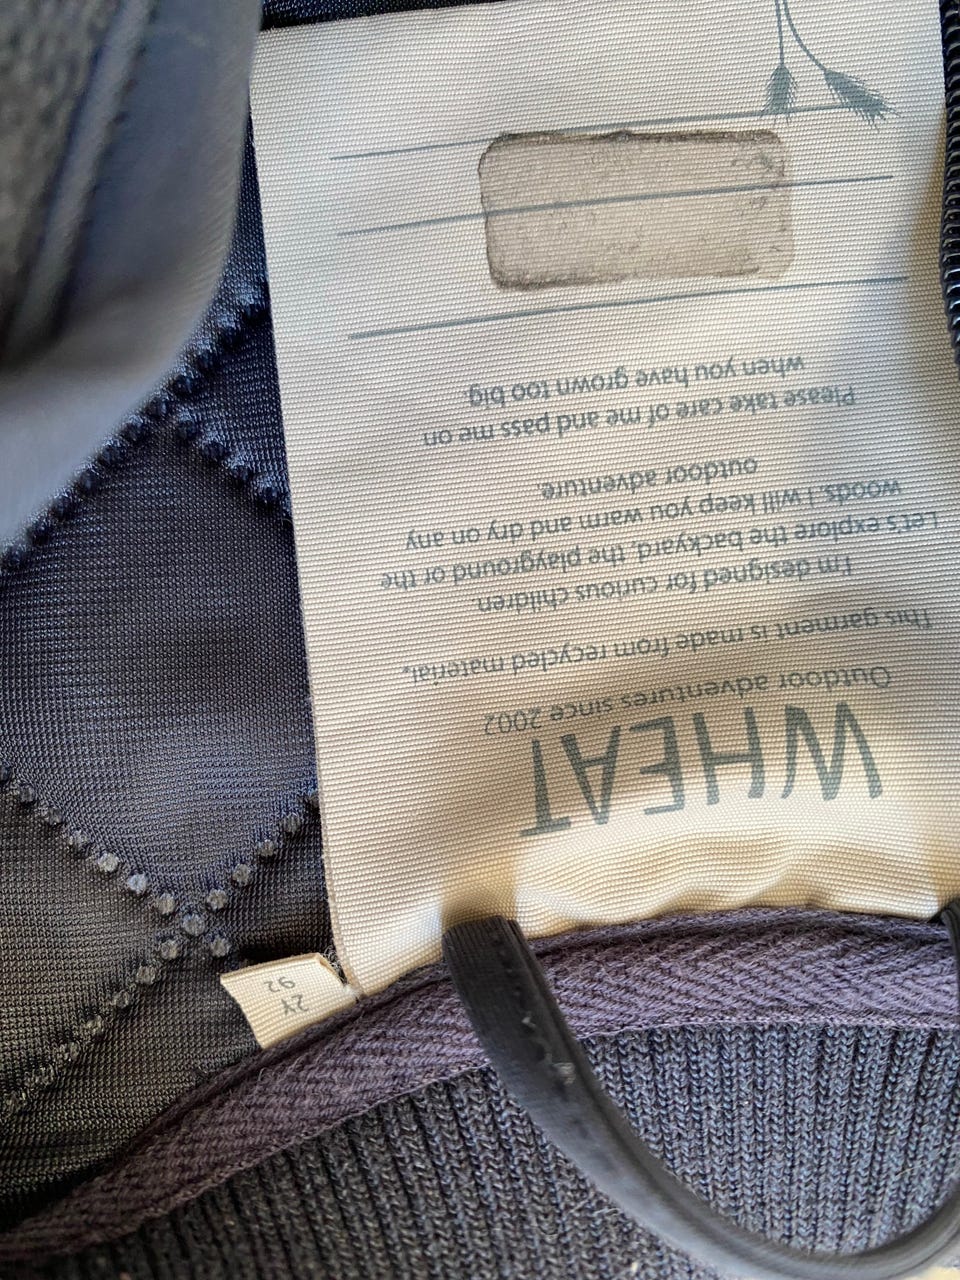 WHEAT
Outdoor adventures since 2002
This garment is made from recycled material.
I'm designed for curious children.
Let's explore the backyard, the playground or the
woods. I will keep you warm and dry on any
outdoor adventure.
Please take care of me and pass me on
when you have grown too big.
2Y
92